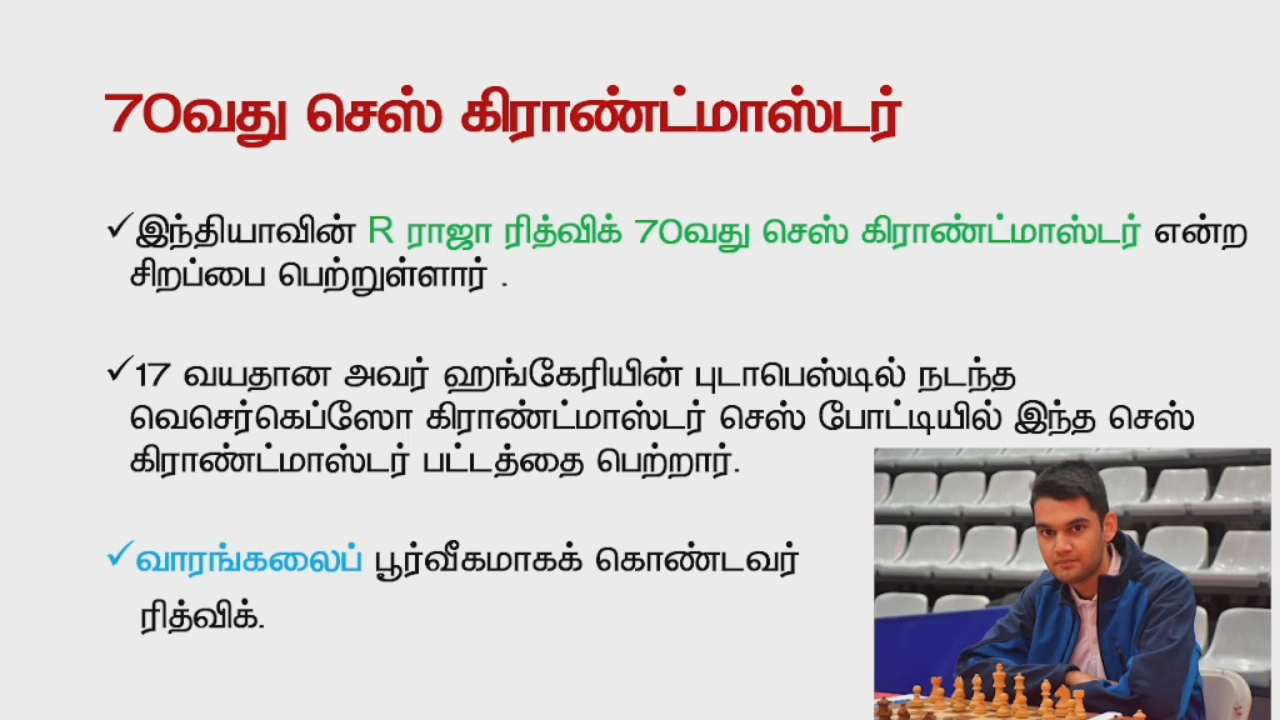 70வது செஸ் கிராண்ட்மாஸ்டர்
✓இந்தியாவின் R ராஜா ரித்விக் 70வது செஸ் கிராண்ட்மாஸ்டர் என்ற
சிறப்பை பெற்றுள்ளார் .
✓17 வயதான அவர் ஹங்கேரியின் புடாபெஸ்டில் நடந்த
வெசெர்கெப்ஸோ கிராண்ட்மாஸ்டர் செஸ் போட்டியில் இந்த செஸ்
கிராண்ட்மாஸ்டர் பட்டத்தை பெற்றார்.
✓வாரங்கலைப் பூர்வீகமாகக் கொண்டவர்
ரித்விக்.